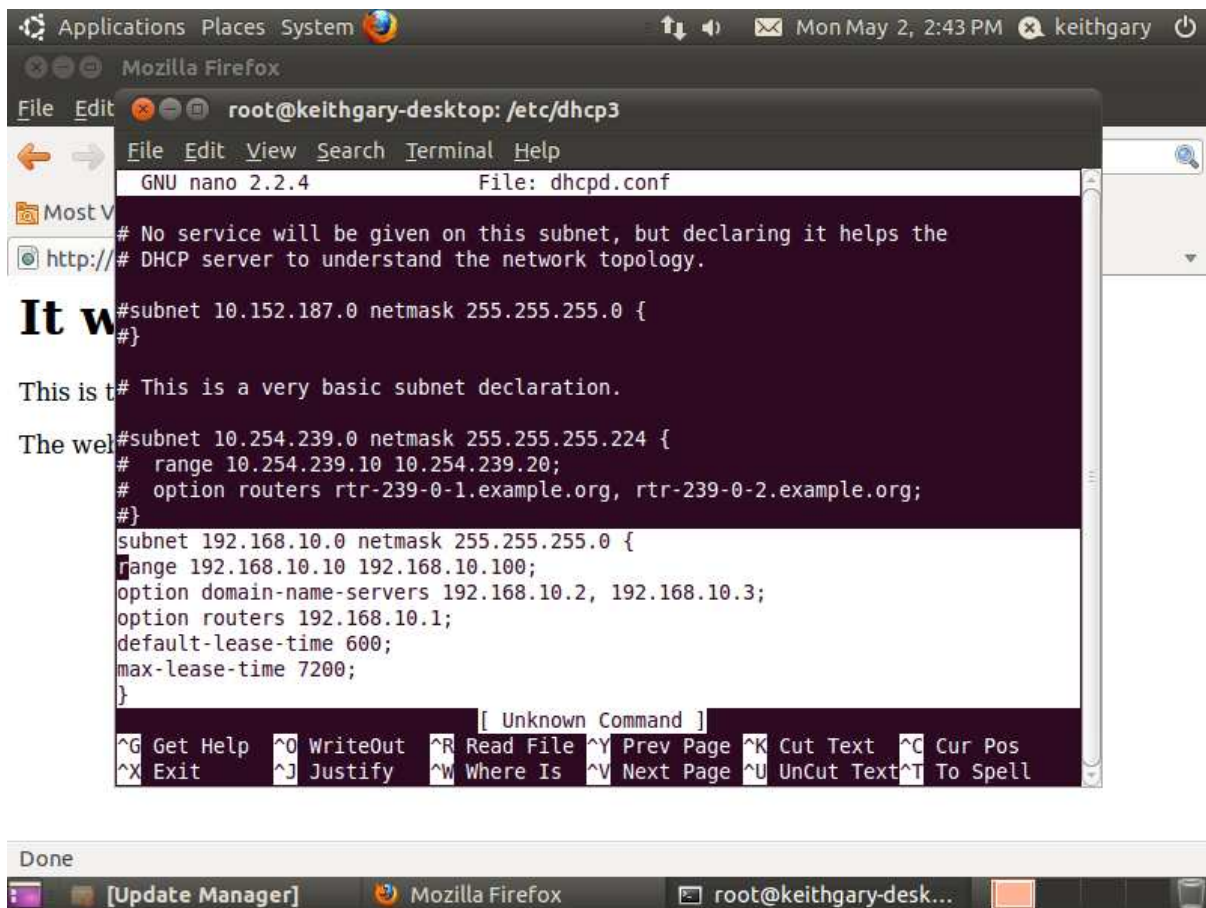 Applications Places System Mon May 2, 2:43 PM keithgary
Mozilla Firefox
File Edit
root@keithgary-desktop: /etc/dhcp3
File Edit View Search Terminal Help
GNU nano 2.2.4 File: dhcpd.conf
Most V
# No service will be given on this subnet, but declaring it helps the
http:// # DHCP server to understand the network topology.
#subnet 10.152.187.0 netmask 255.255.255.0 {
It w
#}
This is t # This is a very basic subnet declaration.
The web #subnet 10.254.239.0 netmask 255.255.255.224 {
#  range 10.254.239.10 10.254.239.20;
#  option routers rtr-239-0-1.example.org, rtr-239-0-2.example.org;
#}
subnet 192.168.10.0 netmask 255.255.255.0 {
range 192.168.10.10 192.168.10.100;
option domain-name-servers 192.168.10.2, 192.168.10.3;
option routers 192.168.10.1;
default-lease-time 600;
max-lease-time 7200;
}
[ Unknown Command ]
^G Get Help ^O WriteOut ^R Read File ^Y Prev Page ^K Cut Text ^C Cur Pos
^X Exit ^J Justify ^W Where Is ^V Next Page ^U UnCut Text ^T To Spell
Done
[Update Manager] Mozilla Firefox root@keithgary-desk...